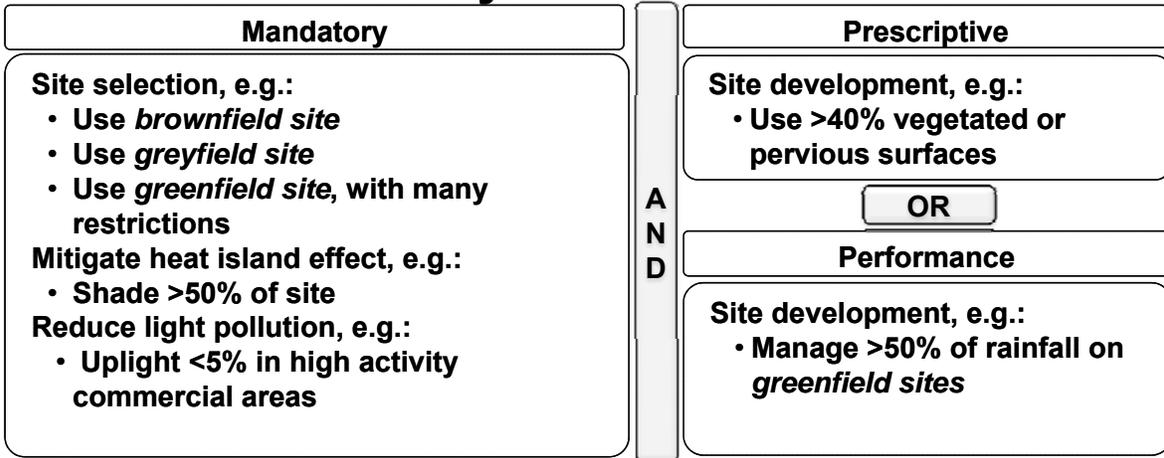 Mandatory
Site selection, e.g.:
• Use brownfield site
• Use greyfield site
• Use greenfield site, with many
restrictions
Mitigate heat island effect, e.g.:
• Shade >50% of site
Reduce light pollution, e.g.:
• Uplight <5% in high activity
commercial areas
A
N
D
Prescriptive
Site development, e.g.:
• Use >40% vegetated or
pervious surfaces
OR
Performance
Site development, e.g.:
• Manage >50% of rainfall on
greenfield sites